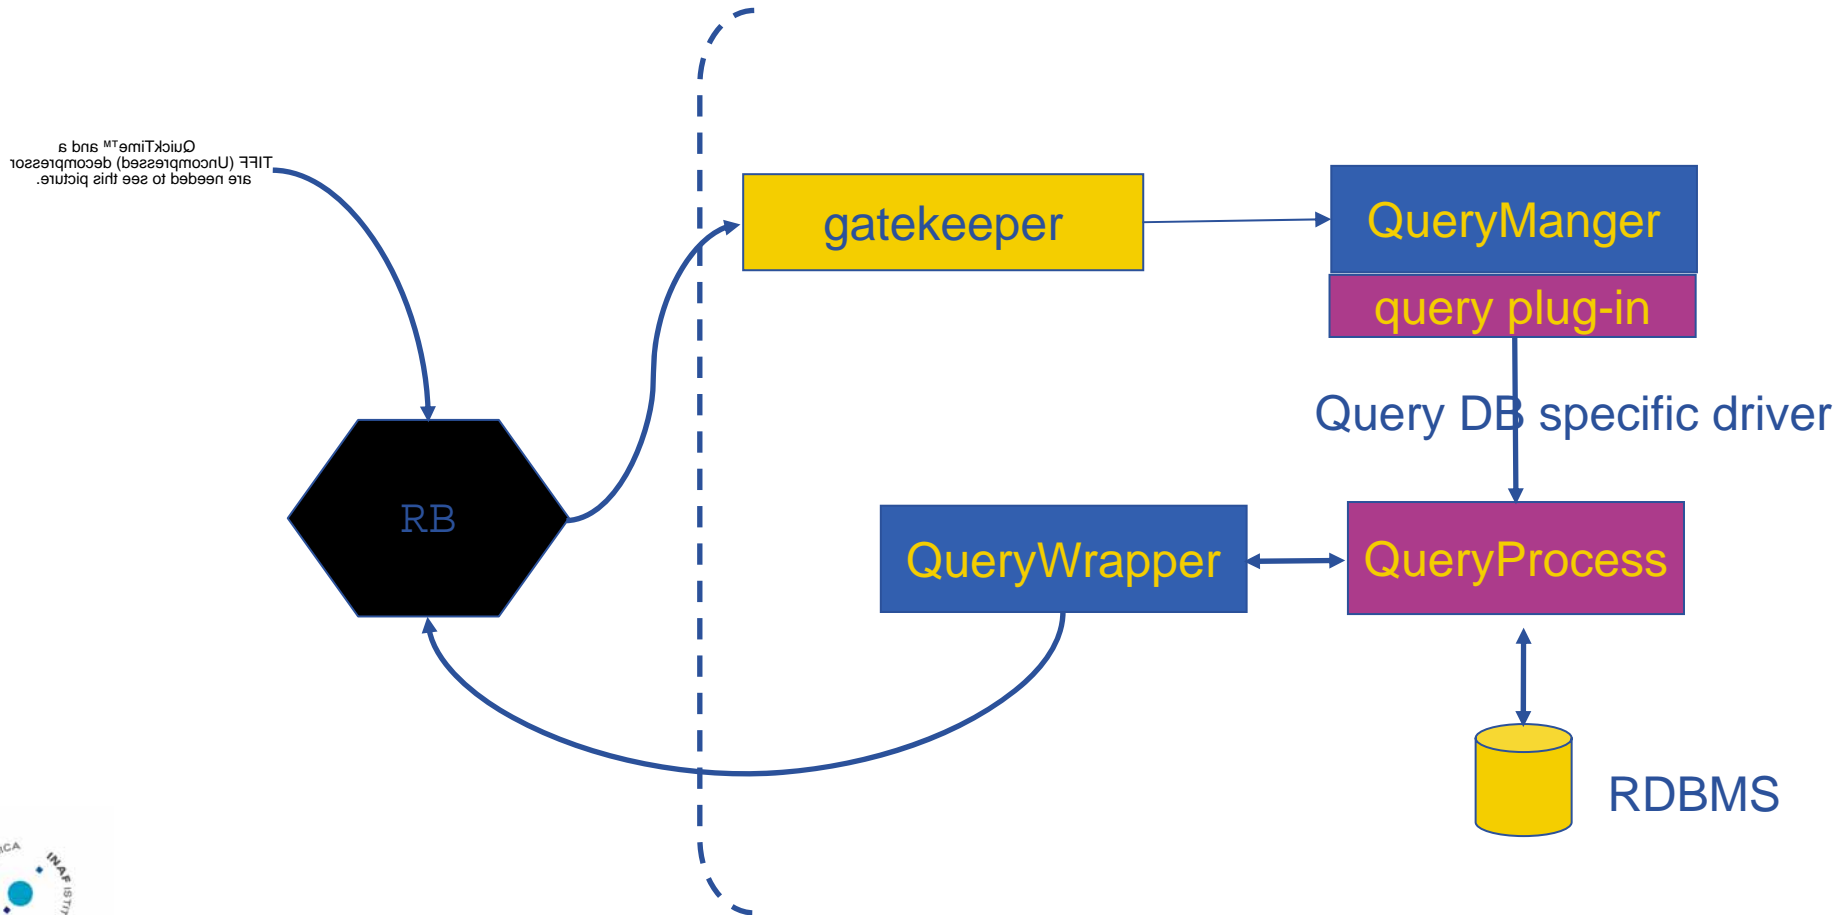 QuickTime™ and a
TIFF (Uncompressed) decompressor
are needed to see this picture.
gatekeeper
QueryManger
query plug-in
Query DB specific driver
RB
QueryWrapper
QueryProcess
RDBMS
INAF